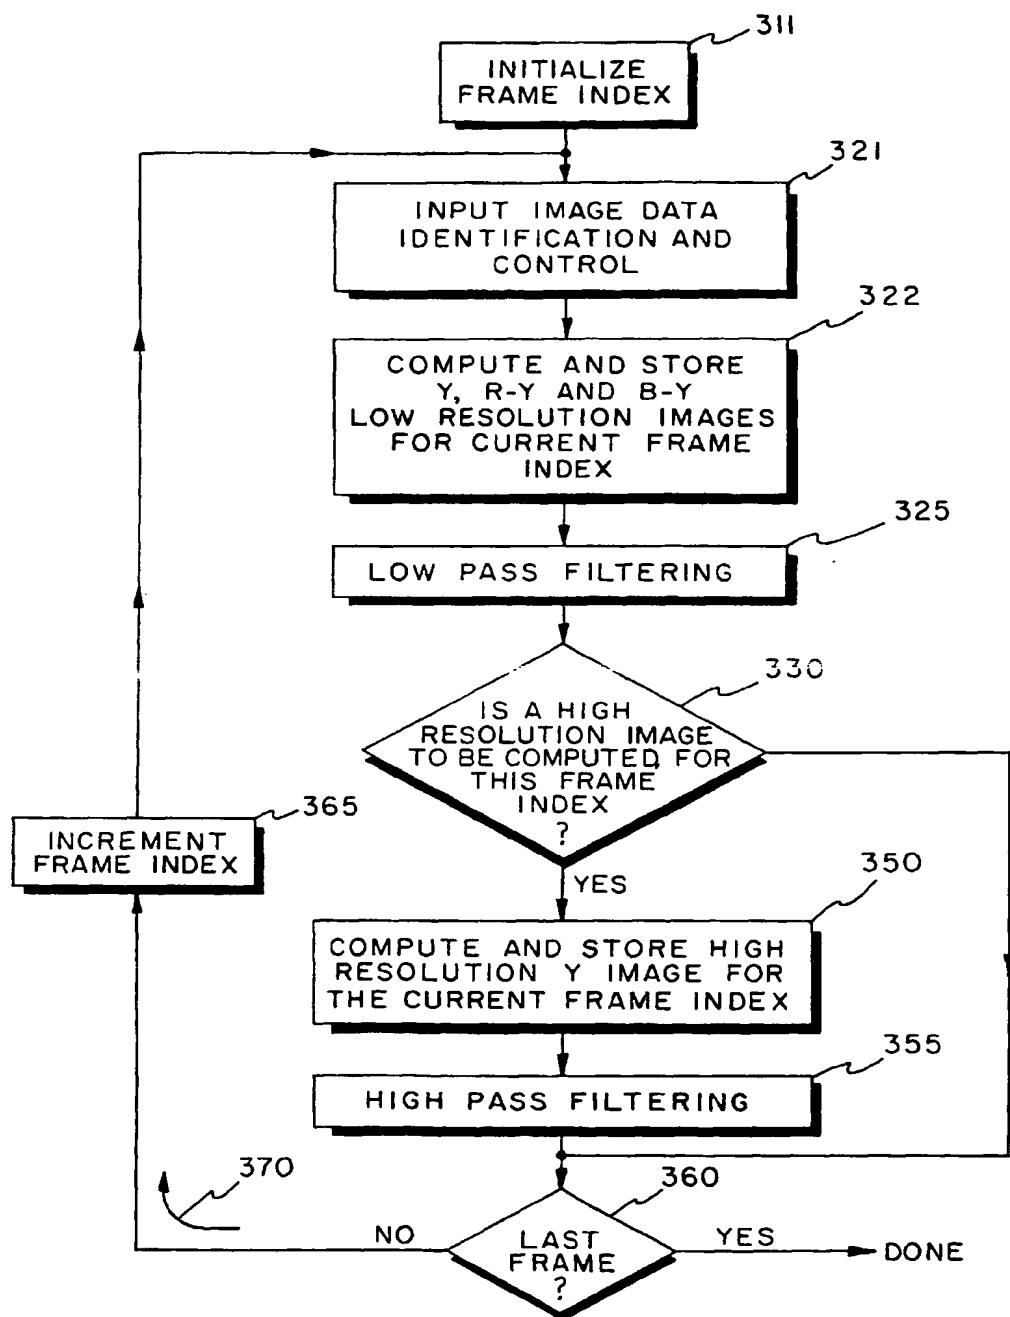 311
INITIALIZE
FRAME INDEX
321
INPUT IMAGE DATA
IDENTIFICATION AND
CONTROL
322
COMPUTE AND STORE
Y, R-Y AND B-Y
LOW RESOLUTION IMAGES
FOR CURRENT FRAME
INDEX
325
LOW PASS FILTERING
330
IS A HIGH
RESOLUTION IMAGE
TO BE COMPUTED FOR
THIS FRAME
INDEX
?
365
INCREMENT
FRAME INDEX
YES
350
COMPUTE AND STORE HIGH
RESOLUTION Y IMAGE FOR
THE CURRENT FRAME INDEX
355
HIGH PASS FILTERING
370
360
NO
LAST
FRAME
?
YES
DONE